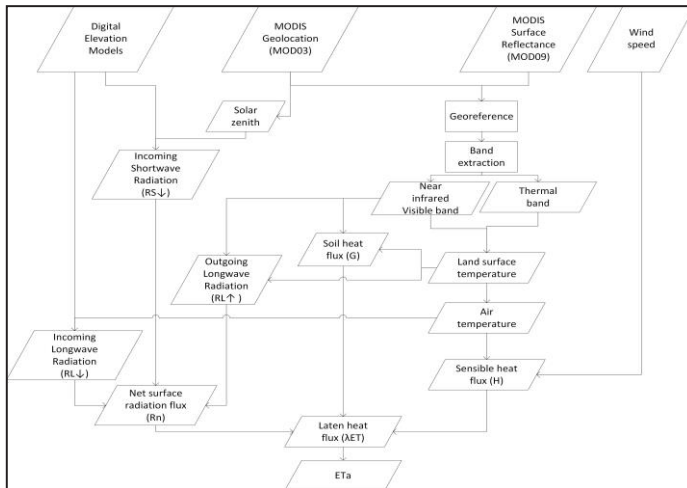 Digital
Elevation
Models
MODIS
Geolocation
(MOD03)
MODIS
Surface
Reflectance
(MOD09)
Wind
speed
Solar
zenith
Georeference
Band
extraction
Incoming
Shortwave
Radiation
(RS↓)
Near
infrared
Visible band
Thermal
band
Soil heat
flux (G)
Outgoing
Longwave
Radiation
(RL↑ )
Land surface
temperature
Air
temperature
Incoming
Longwave
Radiation
(RL↓)
Sensible heat
flux (H)
Net surface
radiation flux
(Rn)
Laten heat
flux (λET)
ETa